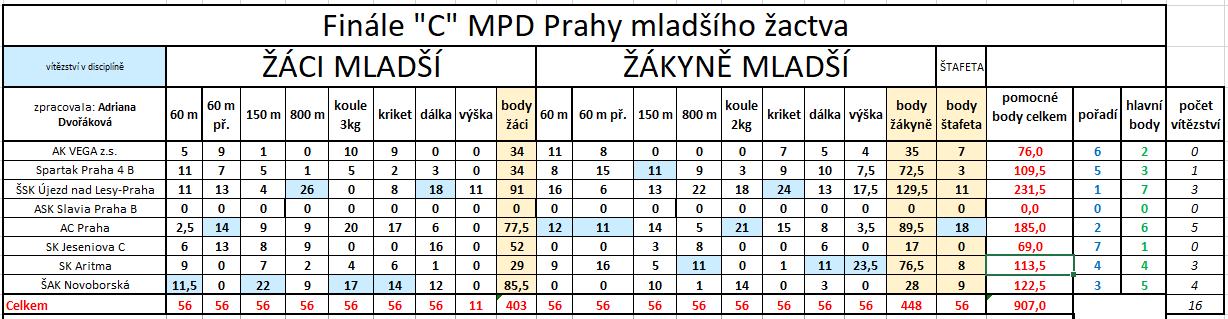 Finále "C" MPD Prahy mladšího žactva
vítězství v disciplíně ŽÁCI MLADŠÍ ŽÁKYNĚ MLADŠÍ ŠTAFETA
zpracovala: Adriana Dvořáková 60 m 60 m př. 150 m 800 m koule 3kg kriket dálka výška body žáci 60 m 60 m př. 150 m 800 m koule 2kg kriket dálka výška body žákyně body štafeta pomocné body celkem pořadí hlavní body počet vítězství
AK VEGA z.s. 5 9 1 0 10 9 0 0 34 11 8 0 0 0 7 5 4 35 7 76,0 6 2 0
Spartak Praha 4 B 11 7 5 1 5 2 3 0 34 8 15 11 9 3 9 10 7,5 72,5 3 109,5 5 3 1
ŠSK Újezd nad Lesy-Praha 11 13 4 26 0 8 18 11 91 16 6 13 22 18 24 13 17,5 129,5 11 231,5 1 7 3
ASK Slavia Praha B 0 0 0 0 0 0 0 0 0 0 0 0 0 0 0 0 0 0 0 0,0 0 0 0
AC Praha 2,5 14 9 9 20 17 6 0 77,5 12 11 14 5 21 15 8 3,5 89,5 18 185,0 2 6 5
SK Jeseniova C 6 13 8 9 0 0 16 0 52 0 0 3 8 0 0 6 0 17 0 69,0 7 1 0
SK Aritma 9 0 7 2 4 6 1 0 29 9 16 5 11 0 1 11 23,5 76,5 8 113,5 4 4 3
ŠAK Novoborská 11,5 0 22 9 17 14 12 0 85,5 0 0 10 1 14 0 3 0 28 9 122,5 3 5 4
Celkem 56 56 56 56 56 56 56 11 403 56 56 56 56 56 56 56 56 448 56 907,0 16